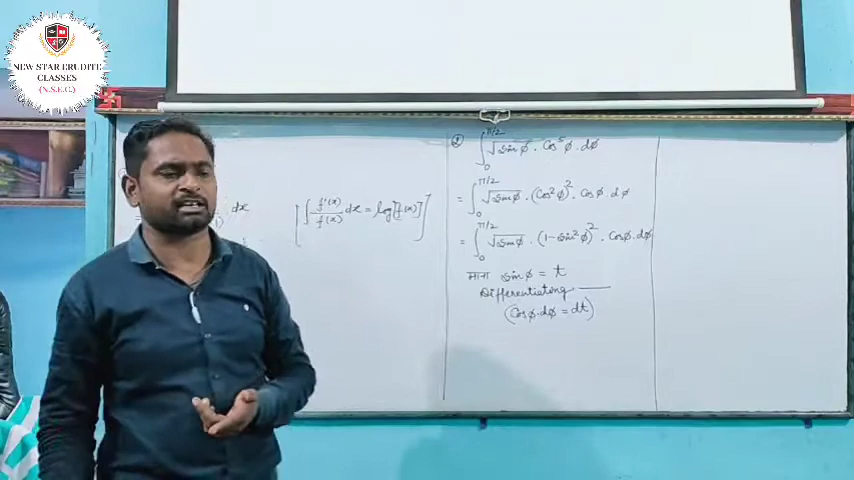 NEW STAR ERUDITE
CLASSES
(N.S.E.C.)
dx
[∫ f'(x)/f(x) dx = log[f(x)]]
② ∫₀^π/2 √sinφ · cos⁵φ · dφ
= ∫₀^π/2 √sinφ · (cos²φ)² · cosφ dφ
= ∫₀^π/2 √sinφ · (1-sin²φ)² · cosφ · dφ
माना sinφ = t
Differentiateng
(cosφ·dφ = dt)